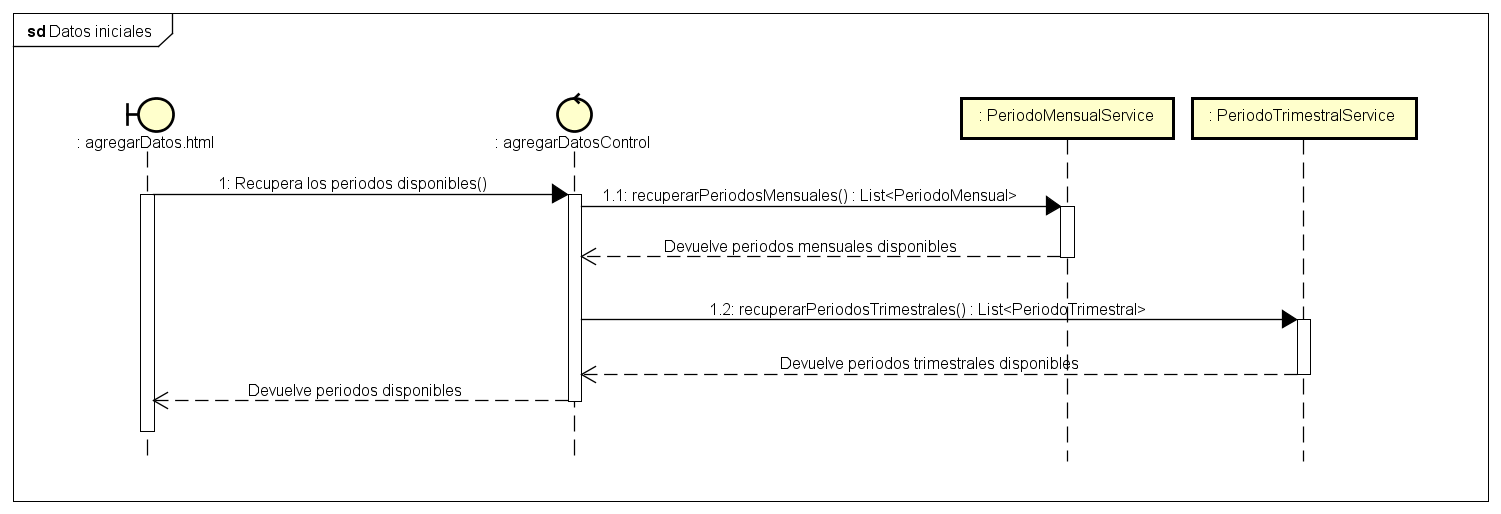 sd Datos iniciales
: agregarDatos.html
: agregarDatosControl
: PeriodoMensualService
: PeriodoTrimestralService
1: Recupera los periodos disponibles()
1.1: recuperarPeriodosMensuales() : List<PeriodoMensual>
Devuelve periodos mensuales disponibles
1.2: recuperarPeriodosTrimestrales() : List<PeriodoTrimestral>
Devuelve periodos trimestrales disponibles
Devuelve periodos disponibles